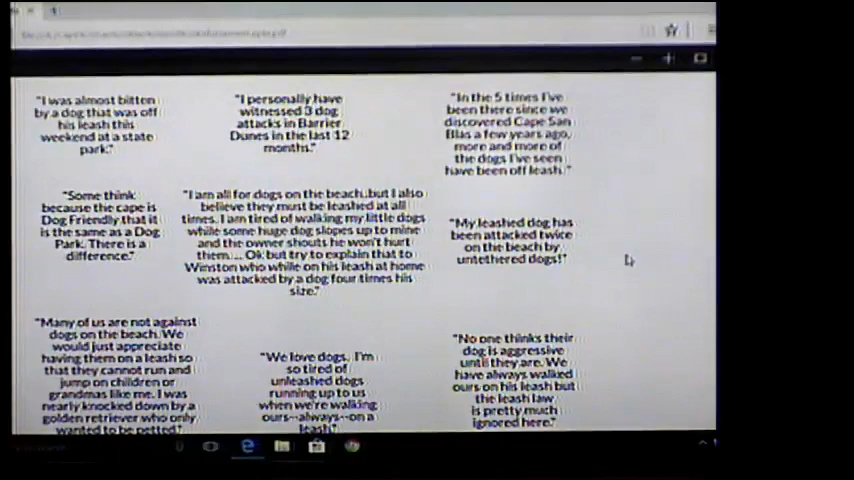 "I was almost bitten
by a dog that was off
his leash this
weekend at a state
park."
"I personally have
witnessed 3 dog
attacks in Barrier
Dunes in the last 12
months."
"In the 5 times I've
been there since we
discovered Cape San
Blas a few years ago,
more and more of
the dogs I've seen
have been off leash."
"Some think
because the cape is
Dog Friendly that it
is the same as a Dog
Park. There is a
difference."
"I am all for dogs on the beach..but I also
believe they must be leashed at all
times. I am tired of walking my little dogs
while some huge dog slopes up to mine
and the owner shouts he won't hurt
them.... Ok but try to explain that to
Winston who while on his leash at home
was attacked by a dog four times his
size."
"My leashed dog has
been attacked twice
on the beach by
untethered dogs!"
"Many of us are not against
dogs on the beach. We
would just appreciate
having them on a leash so
that they cannot run and
jump on children or
grandmas like me. I was
nearly knocked down by a
golden retriever who only
wanted to be petted."
"We love dogs. I'm
so tired of
unleashed dogs
running up to us
when we're walking
ours--always--on a
leash."
"No one thinks their
dog is aggressive
until they are. We
have always walked
ours on his leash but
the leash law
is pretty much
ignored here."